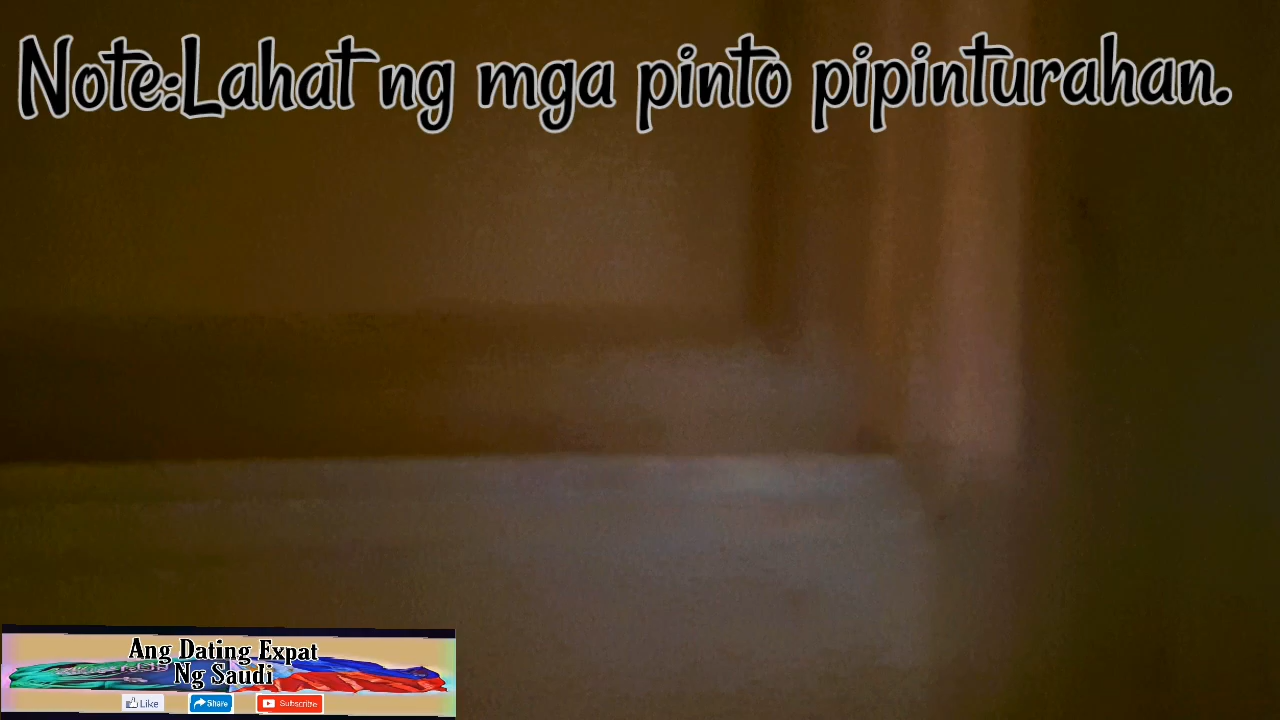 Note:Lahat ng mga pinto pipinturahan.
Ang Dating Expat
Ng Saudi
Like
Share
Subscribe